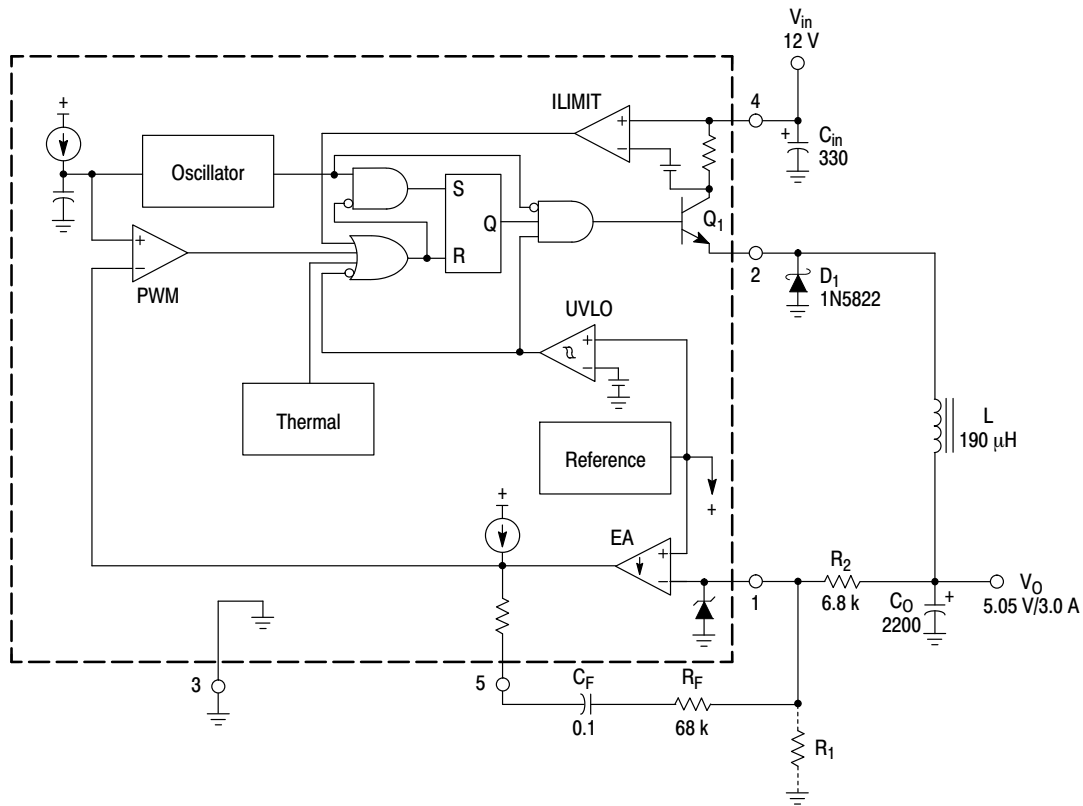 V_in
12 V
4
+
C_in
330
ILIMIT
+
−
+
Oscillator
S
Q
R
Q_1
2
D_1
1N5822
+
−
PWM
UVLO
+
−
Thermal
L
190 µH
Reference
+
+
EA
+
−
1
R_2
6.8 k
C_O
2200
+
V_O
5.05 V/3.0 A
3
5
C_F
0.1
R_F
68 k
R_1